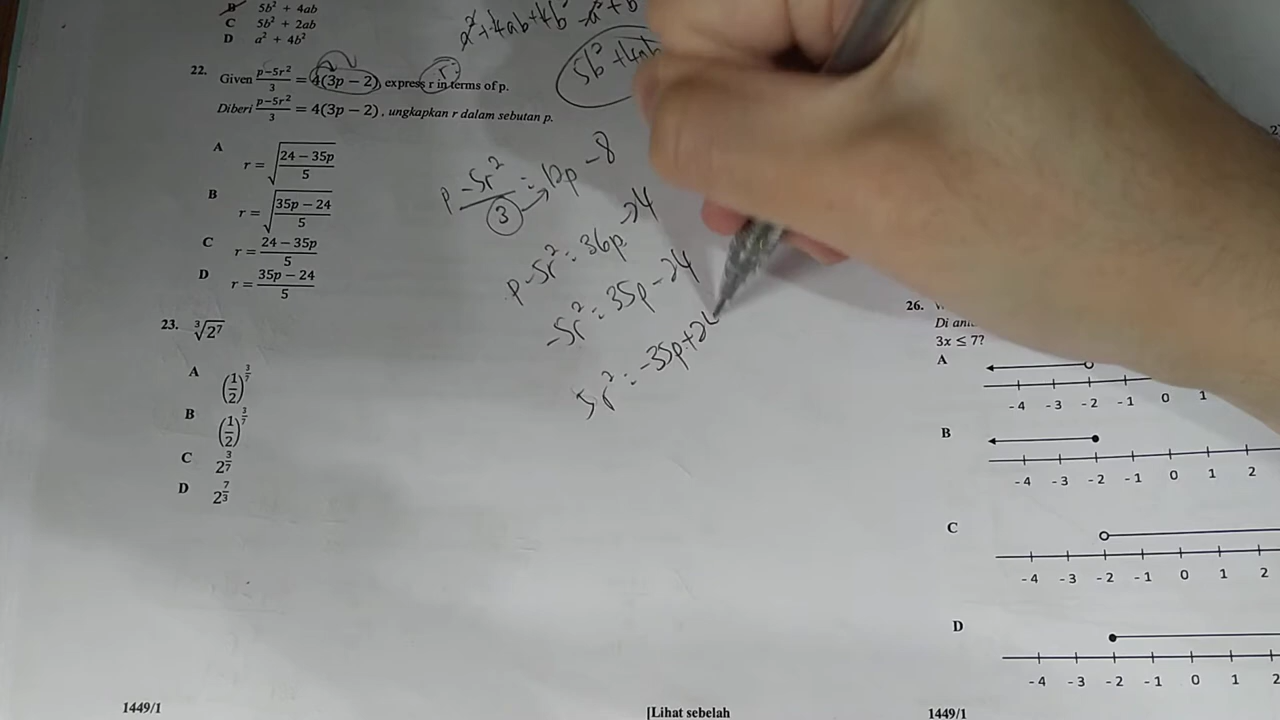 B 5b² + 4ab
C 5b² + 2ab
D a² + 4b²
22. Given (p−5r²)/3 = 4(3p − 2), express r in terms of p.
Diberi (p−5r²)/3 = 4(3p − 2), ungkapkan r dalam sebutan p.
A r = √((24 − 35p)/5)
B r = √((35p − 24)/5)
C r = (24 − 35p)/5
D r = (35p − 24)/5
23. ∛2⁷
A (1/2)^(3/7)
B (1/2)^(3/7)
C 2^(3/7)
D 2^(7/3)
1449/1
[Lihat sebelah
5b² + 4ab
r
(p − 5r²)/3 = 12p − 8
p − 5r² = 36p − 24
−5r² = 35p − 24
5r² = −35p + 24
26.
3x ≤ 7?
A
-4 -3 -2 -1 0 1
B
-4 -3 -2 -1 0 1 2
C
-4 -3 -2 -1 0 1 2
D
-4 -3 -2 -1 0 1 2
1449/1